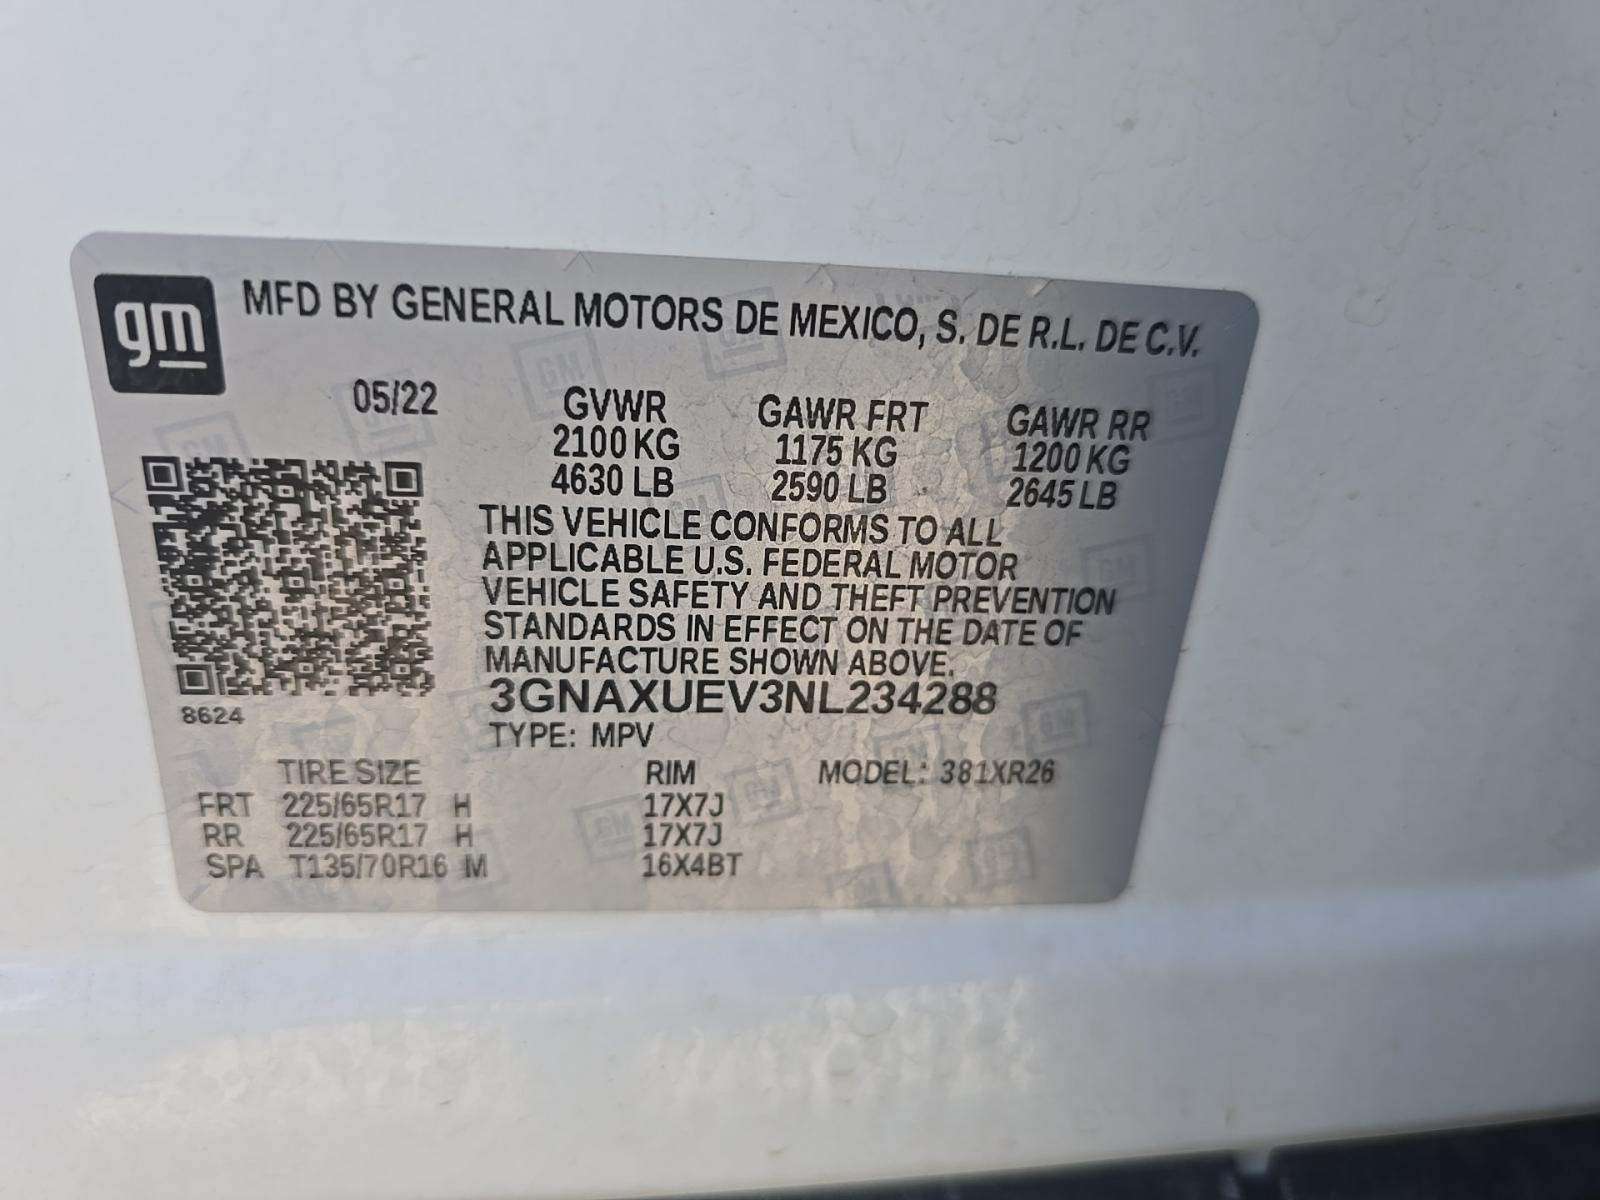 gm
MFD BY GENERAL MOTORS DE MEXICO, S. DE R.L. DE C.V.
05/22
GVWR GAWR FRT GAWR RR
2100 KG 1175 KG 1200 KG
4630 LB 2590 LB 2645 LB
THIS VEHICLE CONFORMS TO ALL
APPLICABLE U.S. FEDERAL MOTOR
VEHICLE SAFETY AND THEFT PREVENTION
STANDARDS IN EFFECT ON THE DATE OF
MANUFACTURE SHOWN ABOVE.
3GNAXUEV3NL234288
8624
TYPE: MPV
TIRE SIZE RIM MODEL: 381XR26
FRT 225/65R17 H 17X7J
RR 225/65R17 H 17X7J
SPA T135/70R16 M 16X4BT